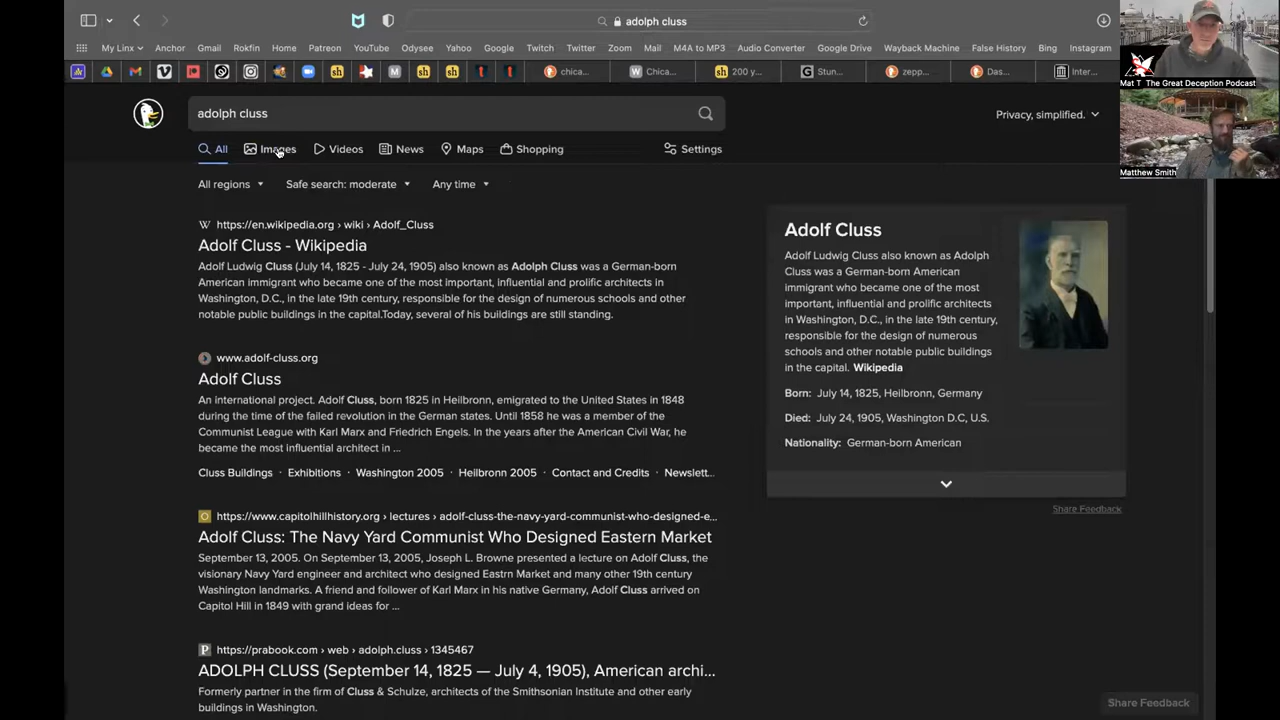 adolph cluss
My Linx Anchor Gmail Rokfin Home Patreon YouTube Odysee Yahoo Google Twitch Twitter Zoom Mail M4A to MP3 Audio Converter Google Drive Wayback Machine False History Bing Instagram
chica... Chica... 200 y... Stun... zepp... Das... Inter...
Mat T The Great Deception Podcast
Matthew Smith
adolph cluss
Privacy, simplified.
All Images Videos News Maps Shopping Settings
All regions Safe search: moderate Any time
https://en.wikipedia.org › wiki › Adolf_Cluss
Adolf Cluss - Wikipedia
Adolf Ludwig Cluss (July 14, 1825 - July 24, 1905) also known as Adolph Cluss was a German-born
American immigrant who became one of the most important, influential and prolific architects in
Washington, D.C., in the late 19th century, responsible for the design of numerous schools and other
notable public buildings in the capital.Today, several of his buildings are still standing.
www.adolf-cluss.org
Adolf Cluss
An international project. Adolf Cluss, born 1825 in Heilbronn, emigrated to the United States in 1848
during the time of the failed revolution in the German states. Until 1858 he was a member of the
Communist League with Karl Marx and Friedrich Engels. In the years after the American Civil War, he
became the most influential architect in ...
Cluss Buildings · Exhibitions · Washington 2005 · Heilbronn 2005 · Contact and Credits · Newslett...
https://www.capitolhillhistory.org › lectures › adolf-cluss-the-navy-yard-communist-who-designed-e...
Adolf Cluss: The Navy Yard Communist Who Designed Eastern Market
September 13, 2005. On September 13, 2005, Joseph L. Browne presented a lecture on Adolf Cluss, the
visionary Navy Yard engineer and architect who designed Eastrn Market and many other 19th century
Washington landmarks. A friend and follower of Karl Marx in his native Germany, Adolf Cluss arrived on
Capitol Hill in 1849 with grand ideas for ...
https://prabook.com › web › adolph.cluss › 1345467
ADOLPH CLUSS (September 14, 1825 — July 4, 1905), American archi...
Formerly partner in the firm of Cluss & Schulze, architects of the Smithsonian Institute and other early
buildings in Washington.
Adolf Cluss
Adolf Ludwig Cluss also known as Adolph
Cluss was a German-born American
immigrant who became one of the most
important, influential and prolific architects
in Washington, D.C., in the late 19th century,
responsible for the design of numerous
schools and other notable public buildings
in the capital. Wikipedia
Born: July 14, 1825, Heilbronn, Germany
Died: July 24, 1905, Washington D.C, U.S.
Nationality: German-born American
Share Feedback
Share Feedback